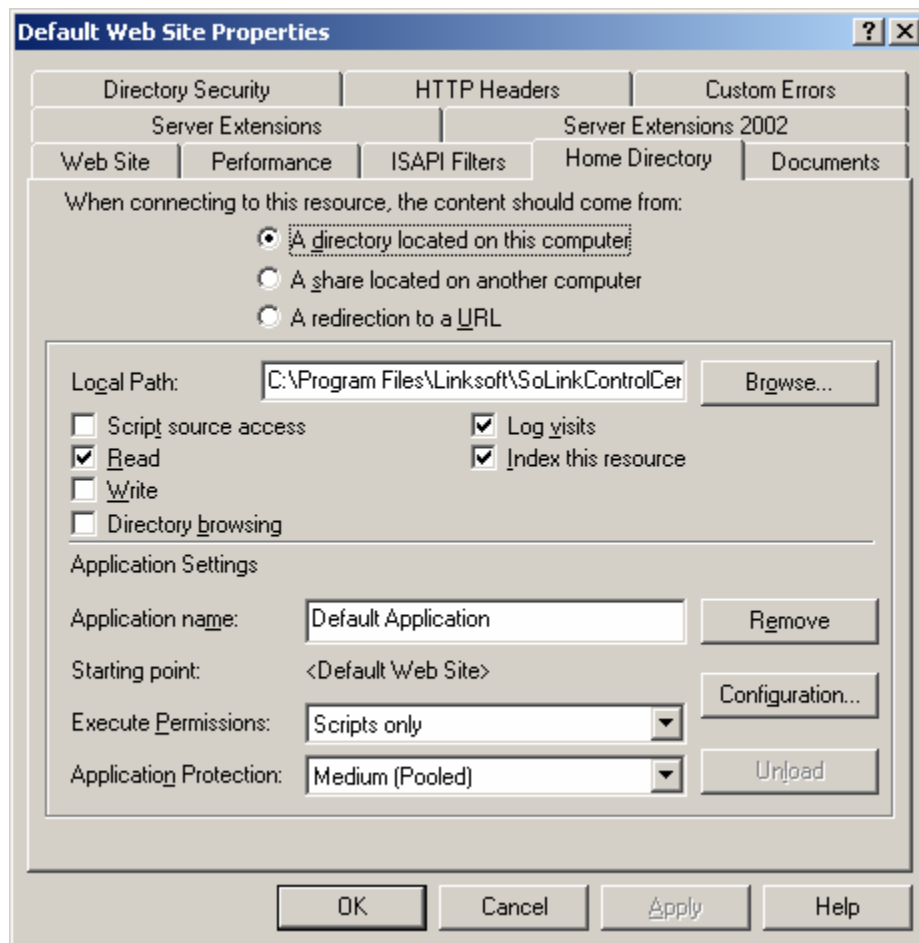 Default Web Site Properties
Directory Security HTTP Headers Custom Errors
Server Extensions Server Extensions 2002
Web Site Performance ISAPI Filters Home Directory Documents
When connecting to this resource, the content should come from:
A directory located on this computer
A share located on another computer
A redirection to a URL
Local Path: C:\Program Files\Linksoft\SoLinkControlCer Browse...
Script source access Log visits
Read Index this resource
Write
Directory browsing
Application Settings
Application name: Default Application Remove
Starting point: <Default Web Site>
Configuration...
Execute Permissions: Scripts only
Application Protection: Medium (Pooled) Unload
OK Cancel Apply Help